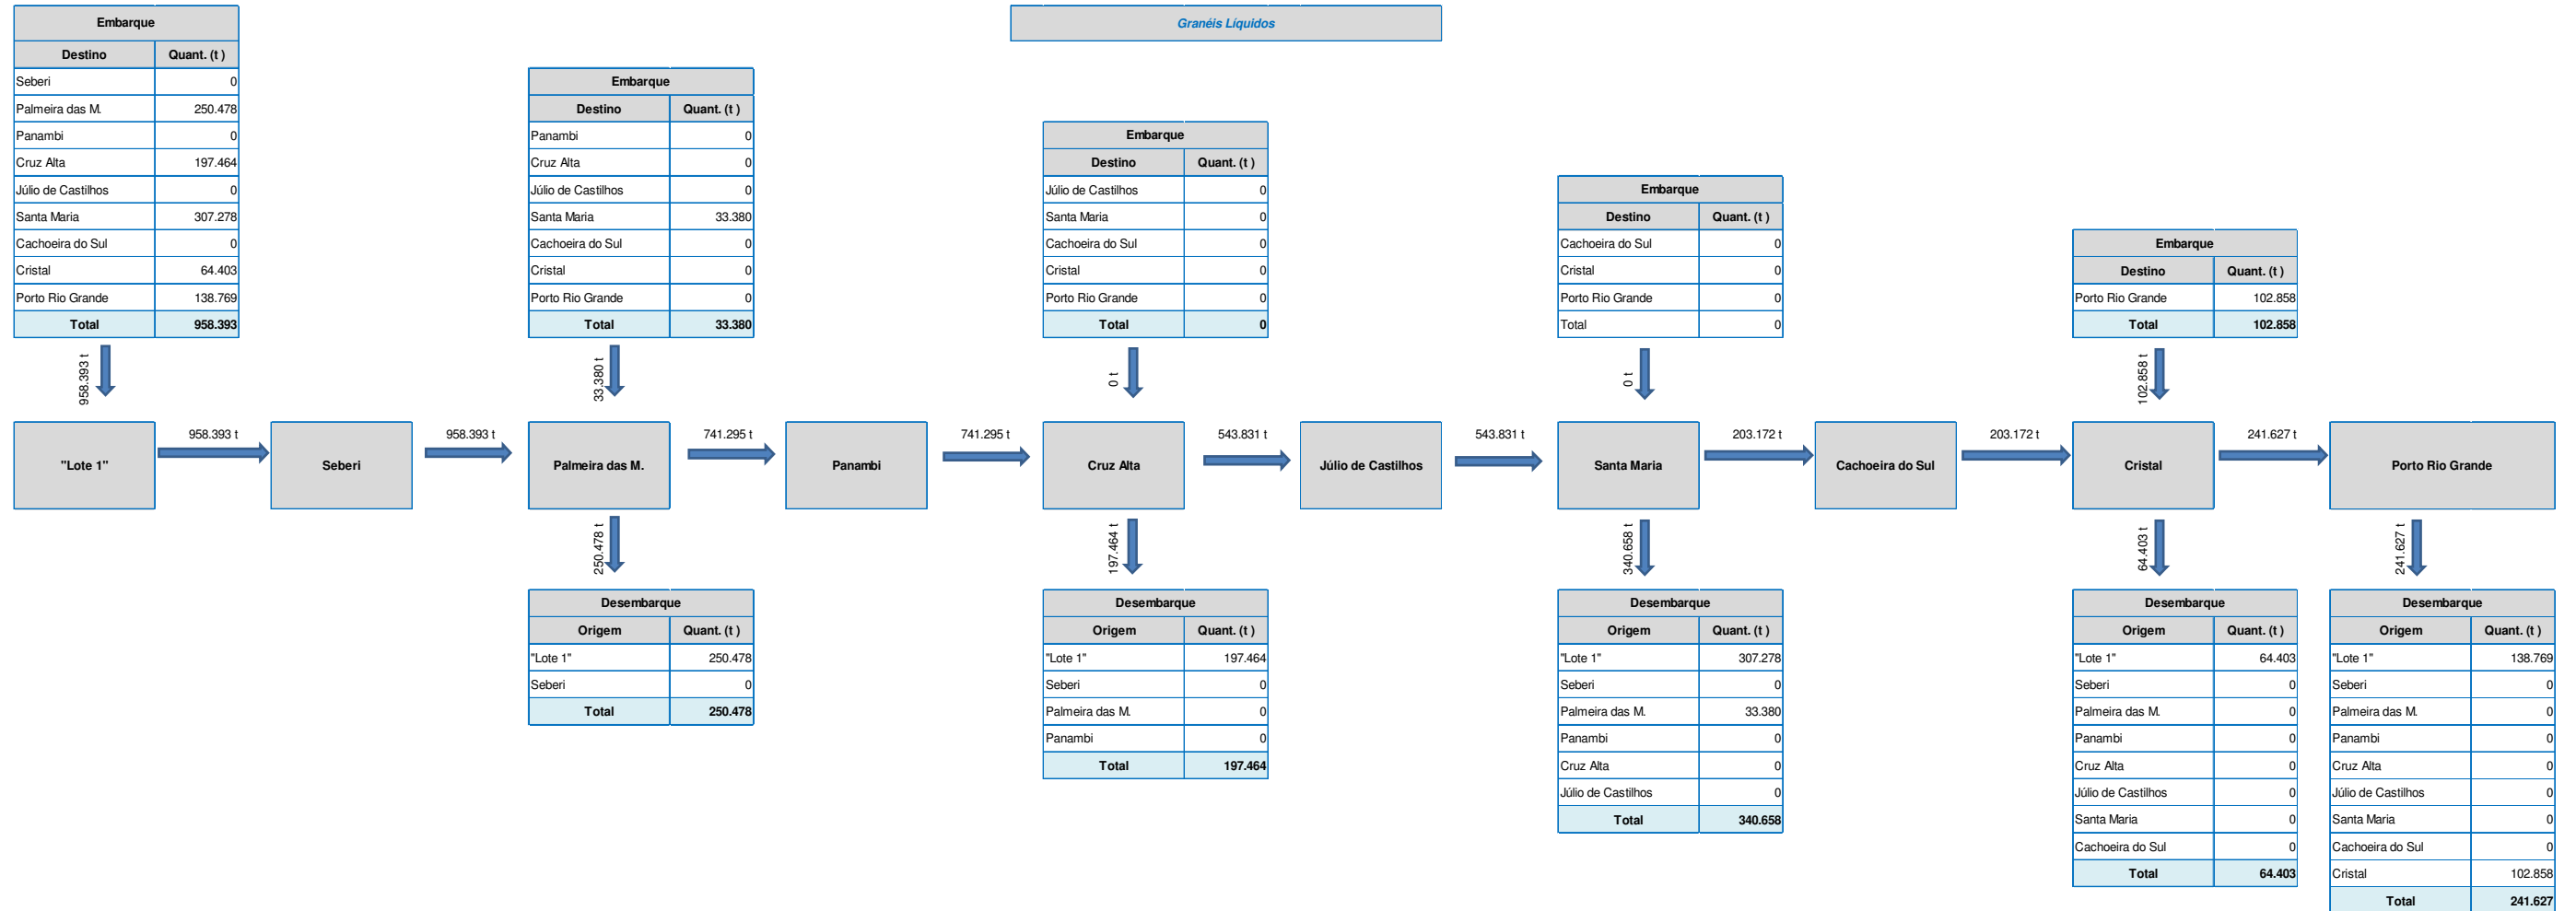 Granéis Líquidos
Embarque
Destino Quant. (t )
Seberi 0
Palmeira das M. 250.478
Panambi 0
Cruz Alta 197.464
Júlio de Castilhos 0
Santa Maria 307.278
Cachoeira do Sul 0
Cristal 64.403
Porto Rio Grande 138.769
Total 958.393
Embarque
Destino Quant. (t )
Panambi 0
Cruz Alta 0
Júlio de Castilhos 0
Santa Maria 33.380
Cachoeira do Sul 0
Cristal 0
Porto Rio Grande 0
Total 33.380
Embarque
Destino Quant. (t )
Júlio de Castilhos 0
Santa Maria 0
Cachoeira do Sul 0
Cristal 0
Porto Rio Grande 0
Total 0
Embarque
Destino Quant. (t )
Cachoeira do Sul 0
Cristal 0
Porto Rio Grande 0
Total 0
Embarque
Destino Quant. (t )
Porto Rio Grande 102.858
Total 102.858
958.393 t
33.380 t
0 t
0 t
102.858 t
"Lote 1"
958.393 t
Seberi
958.393 t
Palmeira das M.
741.295 t
Panambi
741.295 t
Cruz Alta
543.831 t
Júlio de Castilhos
543.831 t
Santa Maria
203.172 t
Cachoeira do Sul
203.172 t
Cristal
241.627 t
Porto Rio Grande
250.478 t
197.464 t
340.658 t
64.403 t
241.627 t
Desembarque
Origem Quant. (t )
"Lote 1" 250.478
Seberi 0
Total 250.478
Desembarque
Origem Quant. (t )
"Lote 1" 197.464
Seberi 0
Palmeira das M. 0
Panambi 0
Total 197.464
Desembarque
Origem Quant. (t )
"Lote 1" 307.278
Seberi 0
Palmeira das M. 33.380
Panambi 0
Cruz Alta 0
Júlio de Castilhos 0
Total 340.658
Desembarque
Origem Quant. (t )
"Lote 1" 64.403
Seberi 0
Palmeira das M. 0
Panambi 0
Cruz Alta 0
Júlio de Castilhos 0
Santa Maria 0
Cachoeira do Sul 0
Total 64.403
Desembarque
Origem Quant. (t )
"Lote 1" 138.769
Seberi 0
Palmeira das M. 0
Panambi 0
Cruz Alta 0
Júlio de Castilhos 0
Santa Maria 0
Cachoeira do Sul 0
Cristal 102.858
Total 241.627